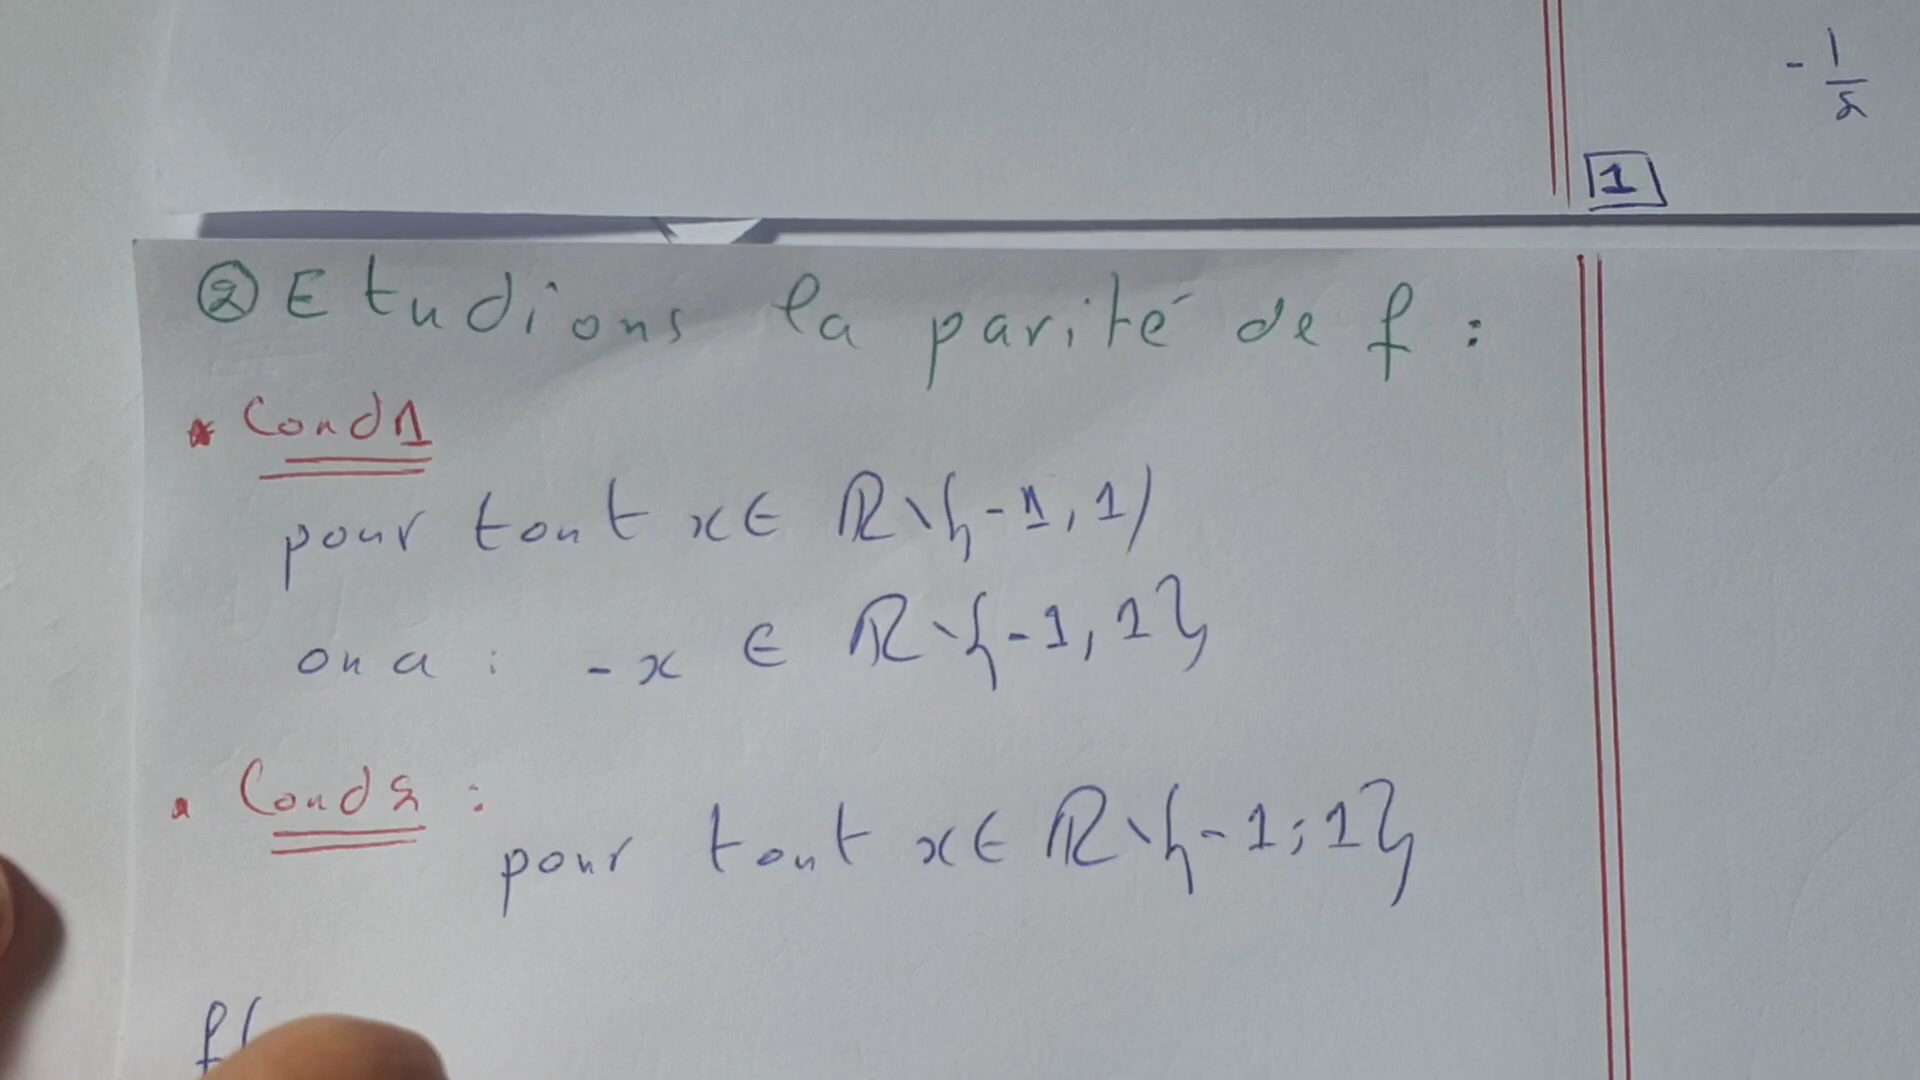 - 1/2
1
② Etudions la parité de f :
* Cond1
pour tout x ∈ ℝ\{-1, 1}
on a : -x ∈ ℝ\{-1, 1}
• Cond2 :
pour tout x ∈ ℝ\{-1; 1}
f(